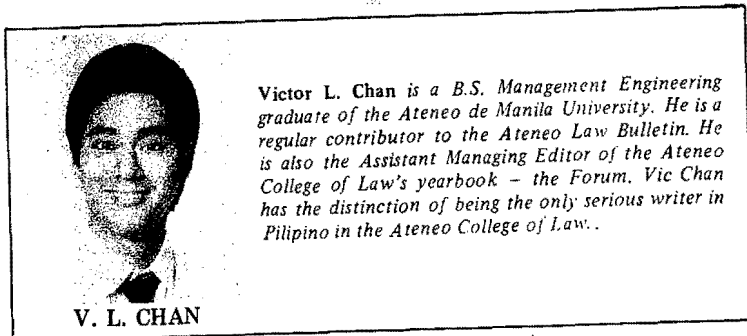 Victor L. Chan is a B.S. Management Engineering
graduate of the Ateneo de Manila University. He is a
regular contributor to the Ateneo Law Bulletin. He
is also the Assistant Managing Editor of the Ateneo
College of Law's yearbook – the Forum. Vic Chan
has the distinction of being the only serious writer in
Pilipino in the Ateneo College of Law..
V. L. CHAN